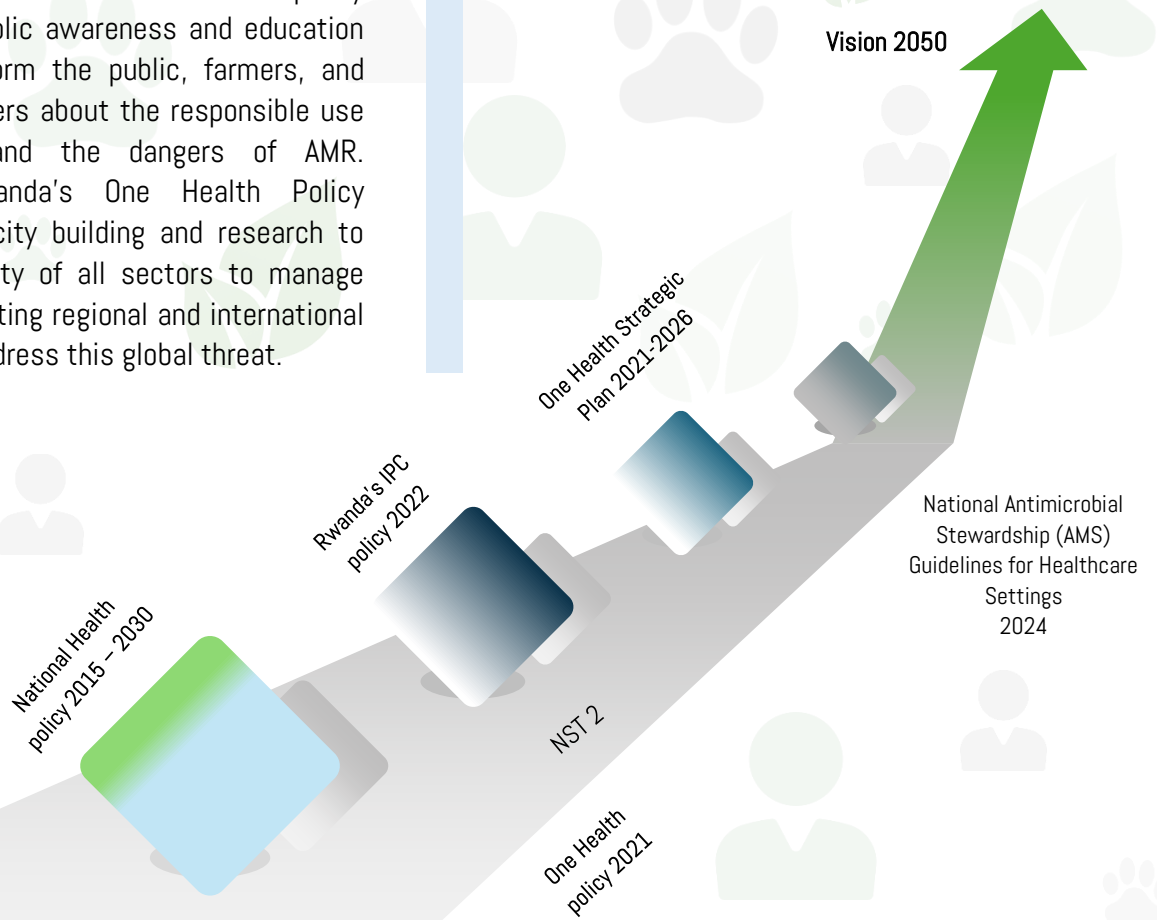 blic awareness and education
orm the public, farmers, and
ers about the responsible use
and the dangers of AMR.
anda's One Health Policy
city building and research to
ty of all sectors to manage
ting regional and international
dress this global threat.
Vision 2050
One Health Strategic
Plan 2021-2026
Rwanda's IPC
policy 2022
National Health
policy 2015 – 2030
National Antimicrobial
Stewardship (AMS)
Guidelines for Healthcare
Settings
2024
NST 2
One Health
policy 2021